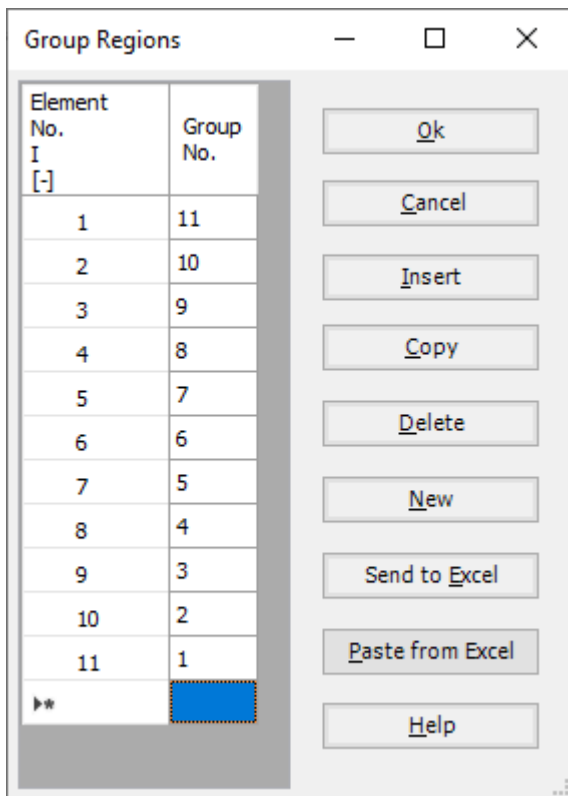 Group Regions
Element
No.
I
[-]
Group
No.
1 11
2 10
3 9
4 8
5 7
6 6
7 5
8 4
9 3
10 2
11 1
Ok
Cancel
Insert
Copy
Delete
New
Send to Excel
Paste from Excel
Help